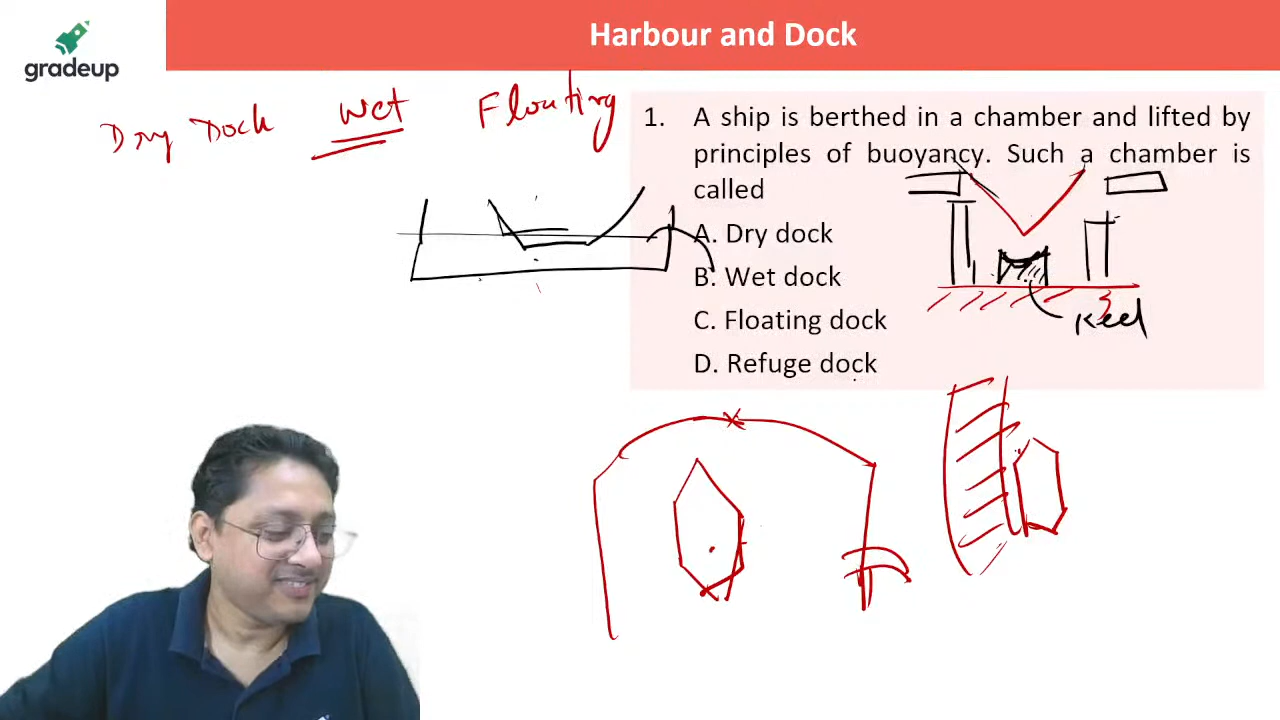 Harbour and Dock
gradeup
Dry Dock Wet Floating
1. A ship is berthed in a chamber and lifted by
principles of buoyancy. Such a chamber is
called
A. Dry dock
B. Wet dock
C. Floating dock
D. Refuge dock
Keel